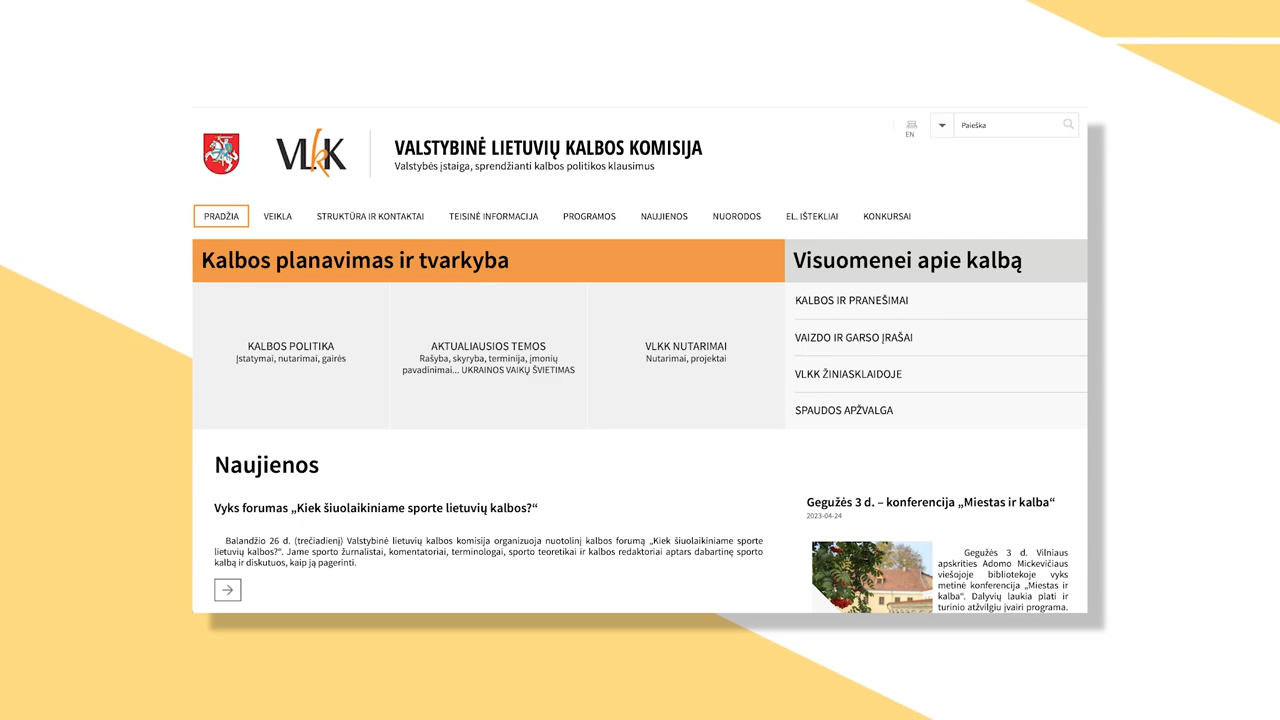 VLKK
VALSTYBINĖ LIETUVIŲ KALBOS KOMISIJA
Valstybės įstaiga, sprendžianti kalbos politikos klausimus
EN
Paieška
PRADŽIA VEIKLA STRUKTŪRA IR KONTAKTAI TEISINĖ INFORMACIJA PROGRAMOS NAUJIENOS NUORODOS EL. IŠTEKLIAI KONKURSAI
Kalbos planavimas ir tvarkyba
KALBOS POLITIKA
Įstatymai, nutarimai, gairės
AKTUALIAUSIOS TEMOS
Rašyba, skyryba, terminija, įmonių
pavadinimai... UKRAINOS VAIKŲ ŠVIETIMAS
VLKK NUTARIMAI
Nutarimai, projektai
Visuomenei apie kalbą
KALBOS IR PRANEŠIMAI
VAIZDO IR GARSO ĮRAŠAI
VLKK ŽINIASKLAIDOJE
SPAUDOS APŽVALGA
Naujienos
Vyks forumas „Kiek šiuolaikiniame sporte lietuvių kalbos?“
Balandžio 26 d. (trečiadienį) Valstybinė lietuvių kalbos komisija organizuoja nuotolinį kalbos forumą „Kiek šiuolaikiniame sporte
lietuvių kalbos?“. Jame sporto žurnalistai, komentatoriai, terminologai, sporto teoretikai ir kalbos redaktoriai aptars dabartinę sporto
kalbą ir diskutuos, kaip ją pagerinti.
Gegužės 3 d. – konferencija „Miestas ir kalba“
2023-04-24
Gegužės 3 d. Vilniaus
apskrities Adomo Mickevičiaus
viešojoje bibliotekoje vyks
metinė konferencija „Miestas ir
kalba“. Dalyvių laukia plati ir
turinio atžvilgiu įvairi programa.